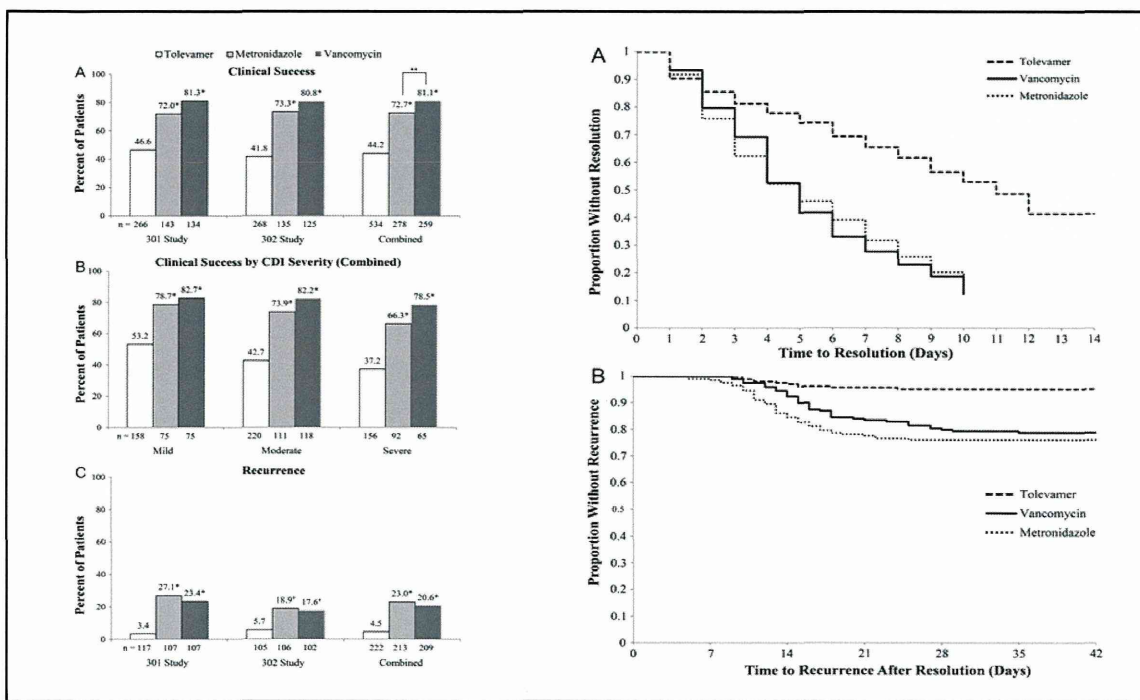 Tolevamer Metronidazole Vancomycin
A
Clinical Success
Percent of Patients
100
80
60
40
20
0
46.6 72.0* 81.3*
41.8 73.3* 80.8*
44.2 72.7* 81.1*
**
n = 266 143 134 268 135 125 534 278 259
301 Study 302 Study Combined
B
Clinical Success by CDI Severity (Combined)
Percent of Patients
100
80
60
40
20
0
53.2 78.7* 82.7*
42.7 73.9* 82.2*
37.2 66.3* 78.5*
n = 158 75 75 220 111 118 156 92 65
Mild Moderate Severe
C
Recurrence
Percent of Patients
100
80
60
40
20
0
3.4 27.1* 23.4*
5.7 18.9* 17.6*
4.5 23.0* 20.6*
n = 117 107 107 105 106 102 222 213 209
301 Study 302 Study Combined
A
Proportion Without Resolution
1
0.9
0.8
0.7
0.6
0.5
0.4
0.3
0.2
0.1
0
Tolevamer
Vancomycin
Metronidazole
0 1 2 3 4 5 6 7 8 9 10 11 12 13 14
Time to Resolution (Days)
B
Proportion Without Recurrence
1
0.9
0.8
0.7
0.6
0.5
0.4
0.3
0.2
0.1
0
Tolevamer
Vancomycin
Metronidazole
0 7 14 21 28 35 42
Time to Recurrence After Resolution (Days)